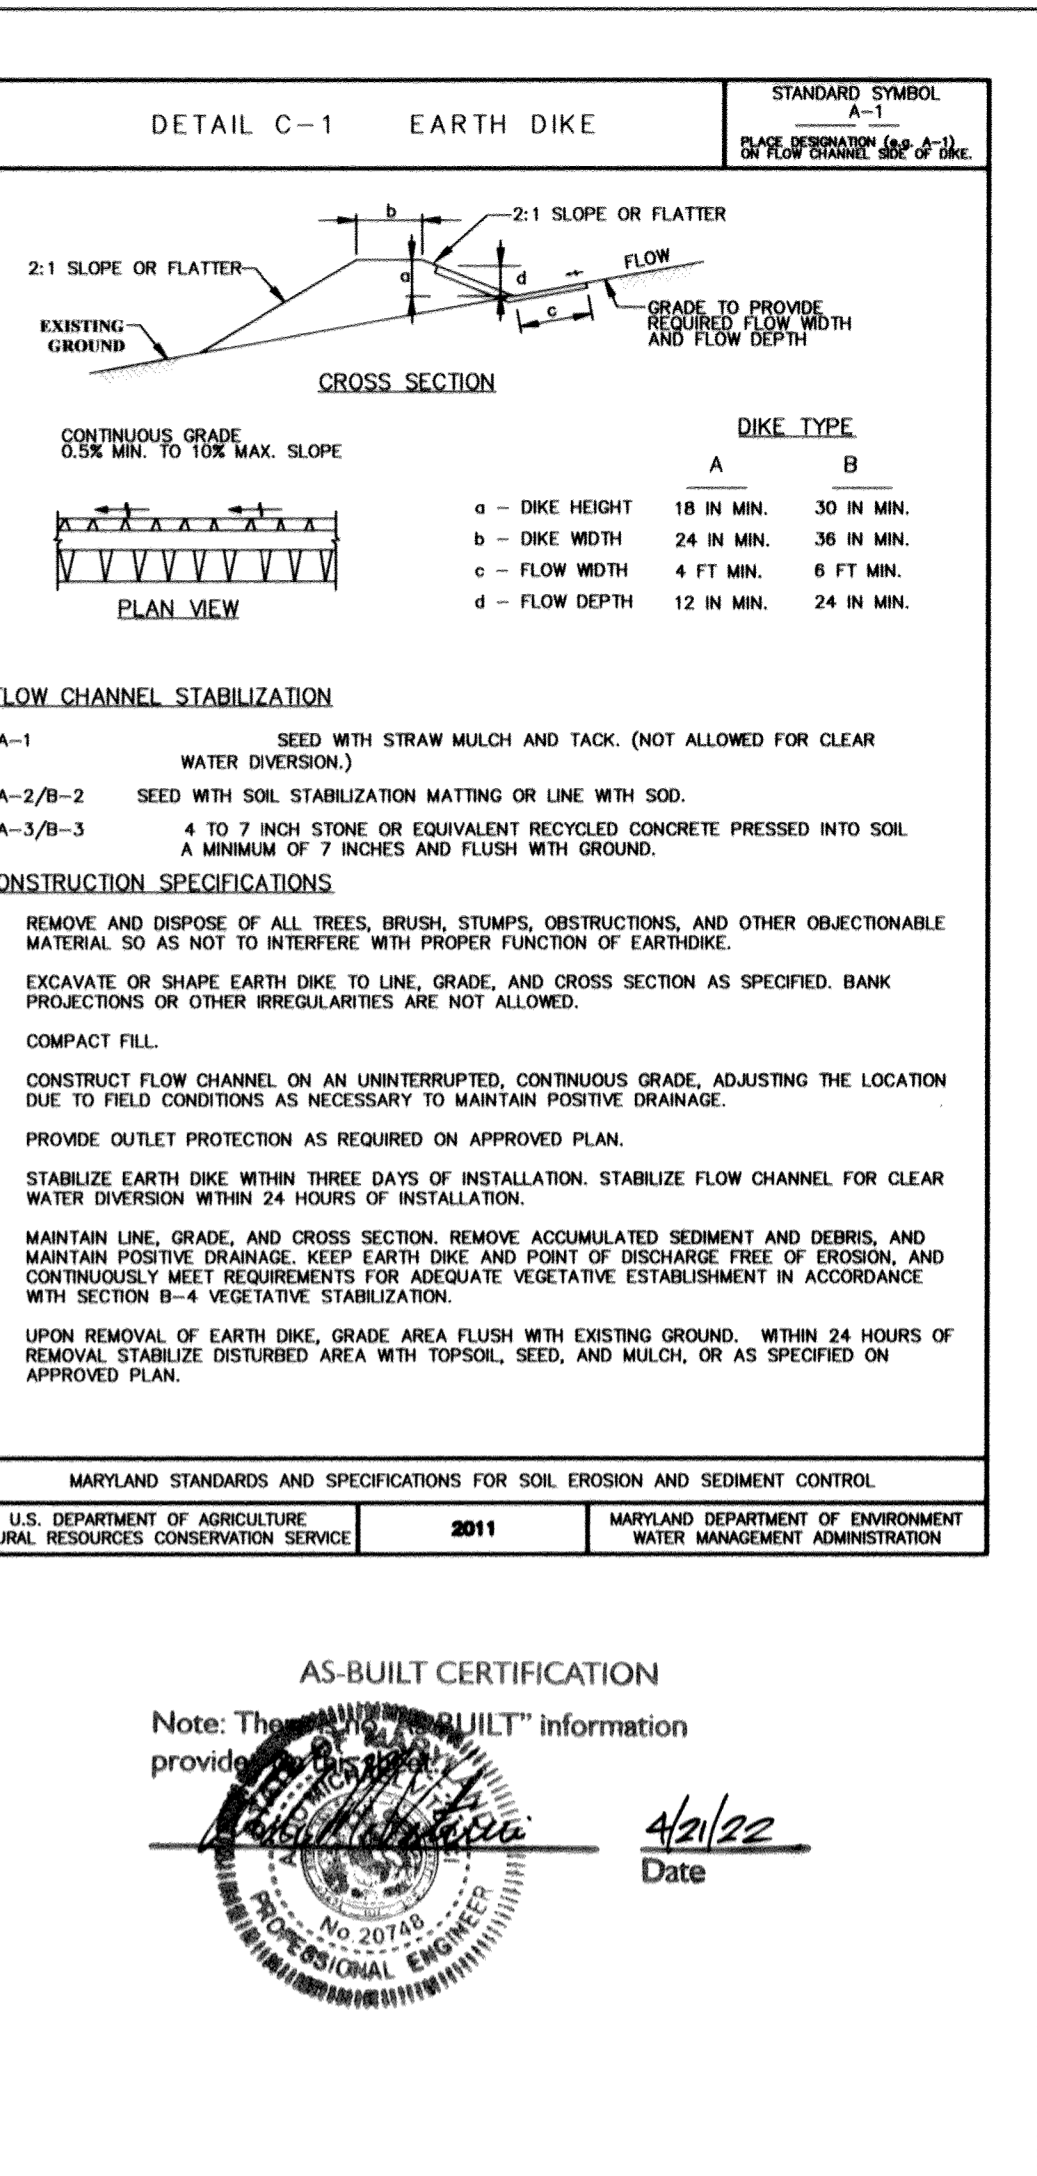 DETAIL C-1 EARTH DIKE
STANDARD SYMBOL
A-1
PLACE DESIGNATION (e.g. A-1)
ON FLOW CHANNEL SIDE OF DIKE.
b
2:1 SLOPE OR FLATTER
2:1 SLOPE OR FLATTER
a
d
FLOW
c
EXISTING
GROUND
GRADE TO PROVIDE
REQUIRED FLOW WIDTH
AND FLOW DEPTH
CROSS SECTION
CONTINUOUS GRADE
0.5% MIN. TO 10% MAX. SLOPE
PLAN VIEW
DIKE TYPE
A B
a - DIKE HEIGHT 18 IN MIN. 30 IN MIN.
b - DIKE WIDTH 24 IN MIN. 36 IN MIN.
c - FLOW WIDTH 4 FT MIN. 6 FT MIN.
d - FLOW DEPTH 12 IN MIN. 24 IN MIN.
LOW CHANNEL STABILIZATION
A-1 SEED WITH STRAW MULCH AND TACK. (NOT ALLOWED FOR CLEAR
WATER DIVERSION.)
A-2/B-2 SEED WITH SOIL STABILIZATION MATTING OR LINE WITH SOD.
A-3/B-3 4 TO 7 INCH STONE OR EQUIVALENT RECYCLED CONCRETE PRESSED INTO SOIL
A MINIMUM OF 7 INCHES AND FLUSH WITH GROUND.
ONSTRUCTION SPECIFICATIONS
REMOVE AND DISPOSE OF ALL TREES, BRUSH, STUMPS, OBSTRUCTIONS, AND OTHER OBJECTIONABLE
MATERIAL SO AS NOT TO INTERFERE WITH PROPER FUNCTION OF EARTHDIKE.
EXCAVATE OR SHAPE EARTH DIKE TO LINE, GRADE, AND CROSS SECTION AS SPECIFIED. BANK
PROJECTIONS OR OTHER IRREGULARITIES ARE NOT ALLOWED.
COMPACT FILL.
CONSTRUCT FLOW CHANNEL ON AN UNINTERRUPTED, CONTINUOUS GRADE, ADJUSTING THE LOCATION
DUE TO FIELD CONDITIONS AS NECESSARY TO MAINTAIN POSITIVE DRAINAGE.
PROVIDE OUTLET PROTECTION AS REQUIRED ON APPROVED PLAN.
STABILIZE EARTH DIKE WITHIN THREE DAYS OF INSTALLATION. STABILIZE FLOW CHANNEL FOR CLEAR
WATER DIVERSION WITHIN 24 HOURS OF INSTALLATION.
MAINTAIN LINE, GRADE, AND CROSS SECTION. REMOVE ACCUMULATED SEDIMENT AND DEBRIS, AND
MAINTAIN POSITIVE DRAINAGE. KEEP EARTH DIKE AND POINT OF DISCHARGE FREE OF EROSION, AND
CONTINUOUSLY MEET REQUIREMENTS FOR ADEQUATE VEGETATIVE ESTABLISHMENT IN ACCORDANCE
WITH SECTION B-4 VEGETATIVE STABILIZATION.
UPON REMOVAL OF EARTH DIKE, GRADE AREA FLUSH WITH EXISTING GROUND. WITHIN 24 HOURS OF
REMOVAL STABILIZE DISTURBED AREA WITH TOPSOIL, SEED, AND MULCH, OR AS SPECIFIED ON
APPROVED PLAN.
MARYLAND STANDARDS AND SPECIFICATIONS FOR SOIL EROSION AND SEDIMENT CONTROL
U.S. DEPARTMENT OF AGRICULTURE
URAL RESOURCES CONSERVATION SERVICE
2011
MARYLAND DEPARTMENT OF ENVIRONMENT
WATER MANAGEMENT ADMINISTRATION
AS-BUILT CERTIFICATION
Note: There is no "AS-BUILT" information
provided on this sheet.
OF MARYLAND
4/21/22
Date
No. 20748
PROFESSIONAL ENGINEER